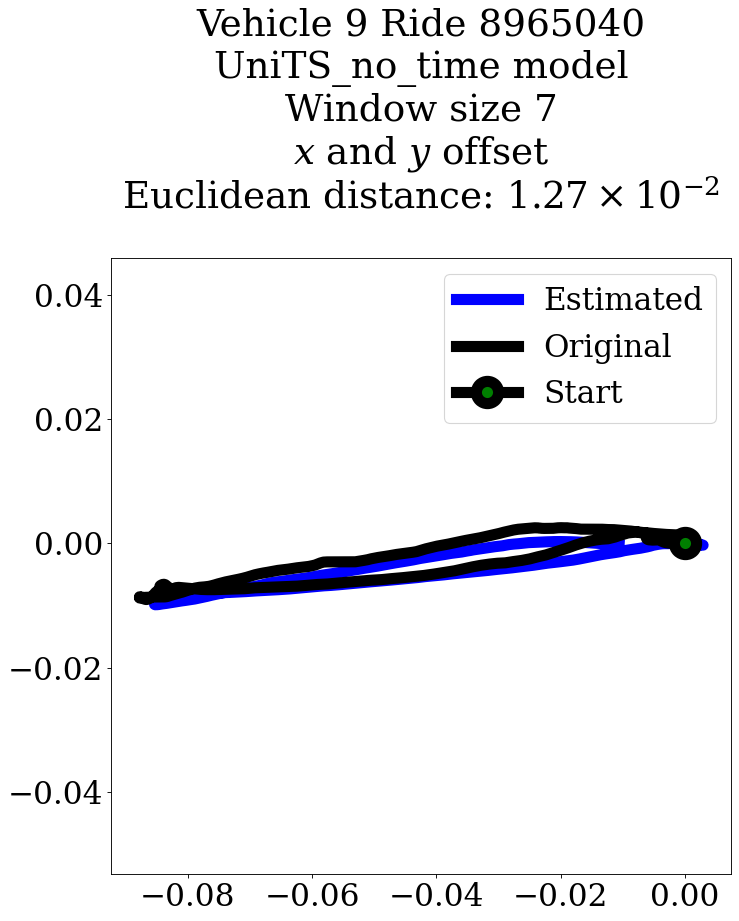 Vehicle 9 Ride 8965040
UniTS_no_time model
Window size 7
x and y offset
Euclidean distance: 1.27 × 10⁻²
Estimated
Original
Start
0.04
0.02
0.00
−0.02
−0.04
−0.08 −0.06 −0.04 −0.02 0.00